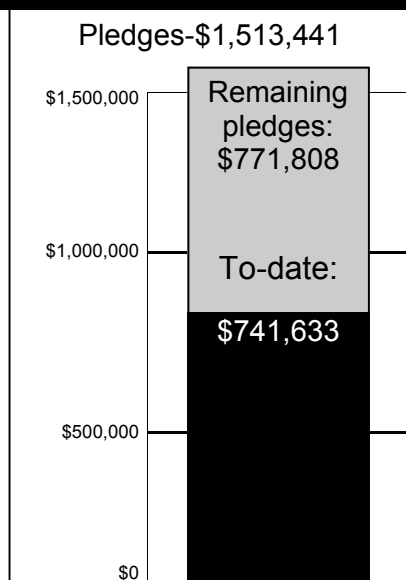 Pledges-$1,513,441
$1,500,000
Remaining
pledges:
$771,808
$1,000,000
To-date:
$741,633
$500,000
$0